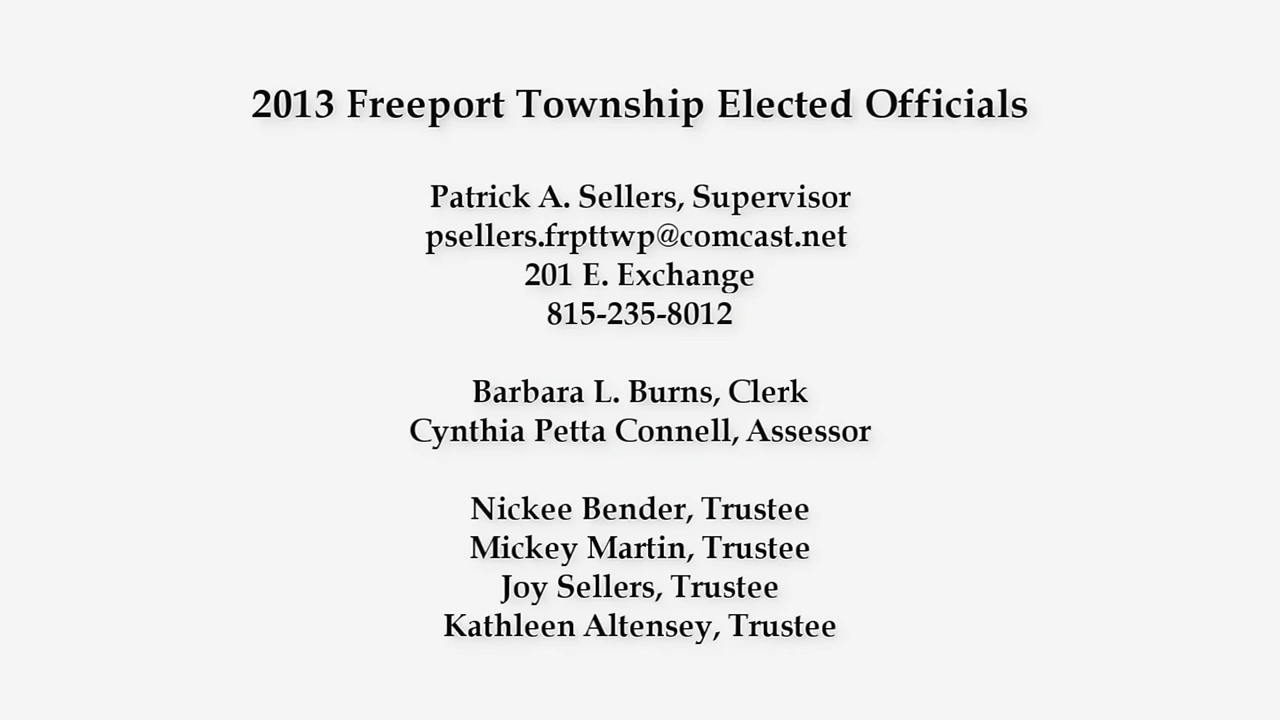 2013 Freeport Township Elected Officials
Patrick A. Sellers, Supervisor
psellers.frpttwp@comcast.net
201 E. Exchange
815-235-8012
Barbara L. Burns, Clerk
Cynthia Petta Connell, Assessor
Nickee Bender, Trustee
Mickey Martin, Trustee
Joy Sellers, Trustee
Kathleen Altensey, Trustee